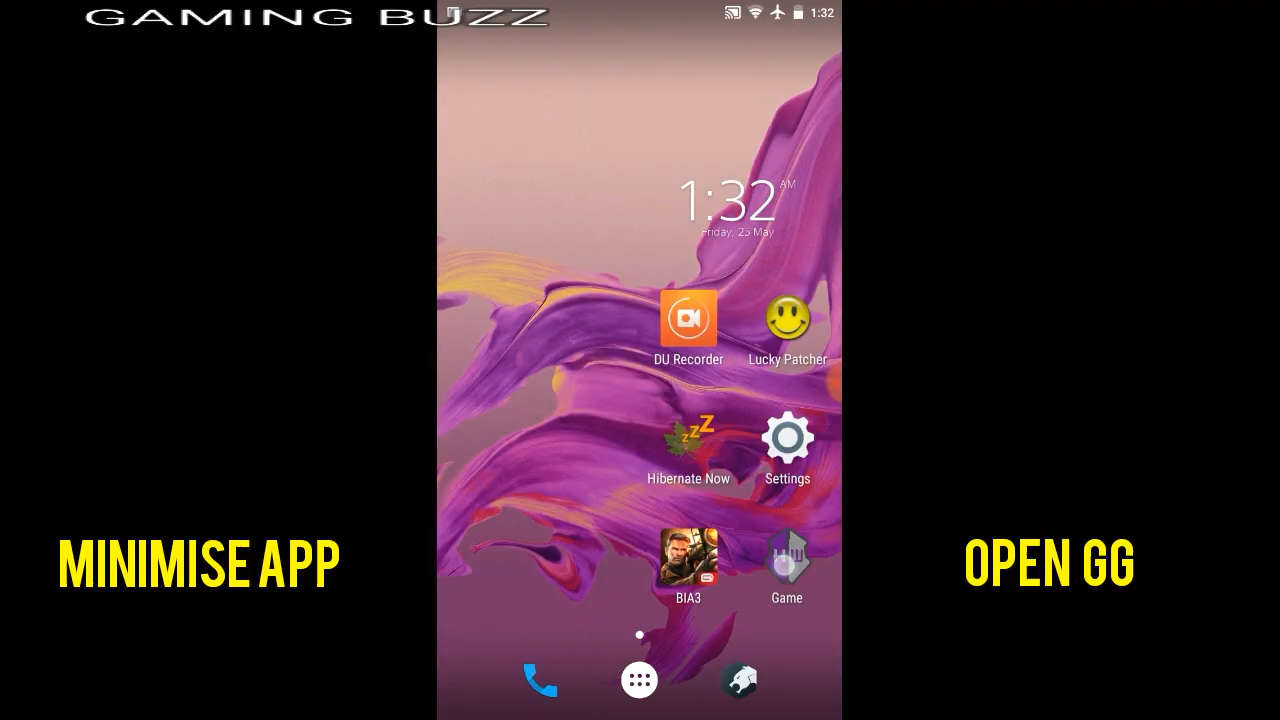 GAMING BUZZ
1:32
1:32 AM
Friday, 25 May
DU Recorder
Lucky Patcher
zzZ
Hibernate Now
Settings
BIA3
Game
MINIMISE APP
OPEN GG